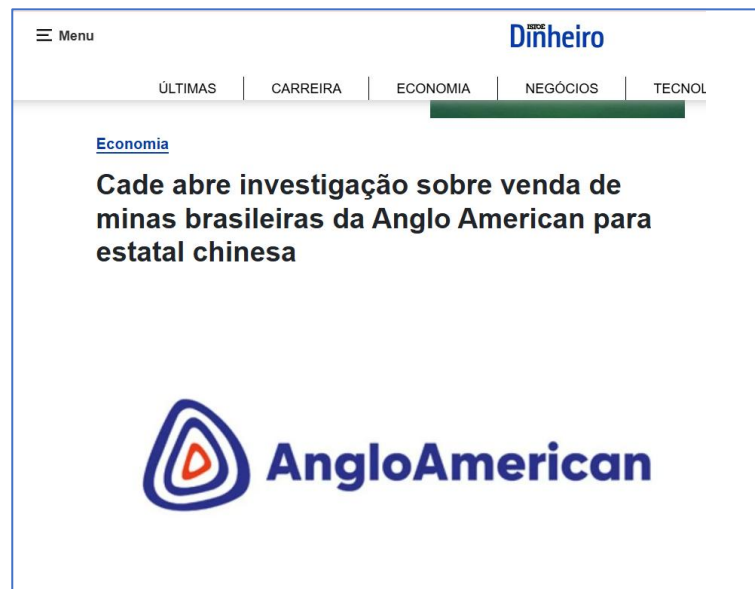 Menu
ISTOÉ
Dinheiro
ÚLTIMAS
CARREIRA
ECONOMIA
NEGÓCIOS
TECNOL
Economia
Cade abre investigação sobre venda de
minas brasileiras da Anglo American para
estatal chinesa
AngloAmerican